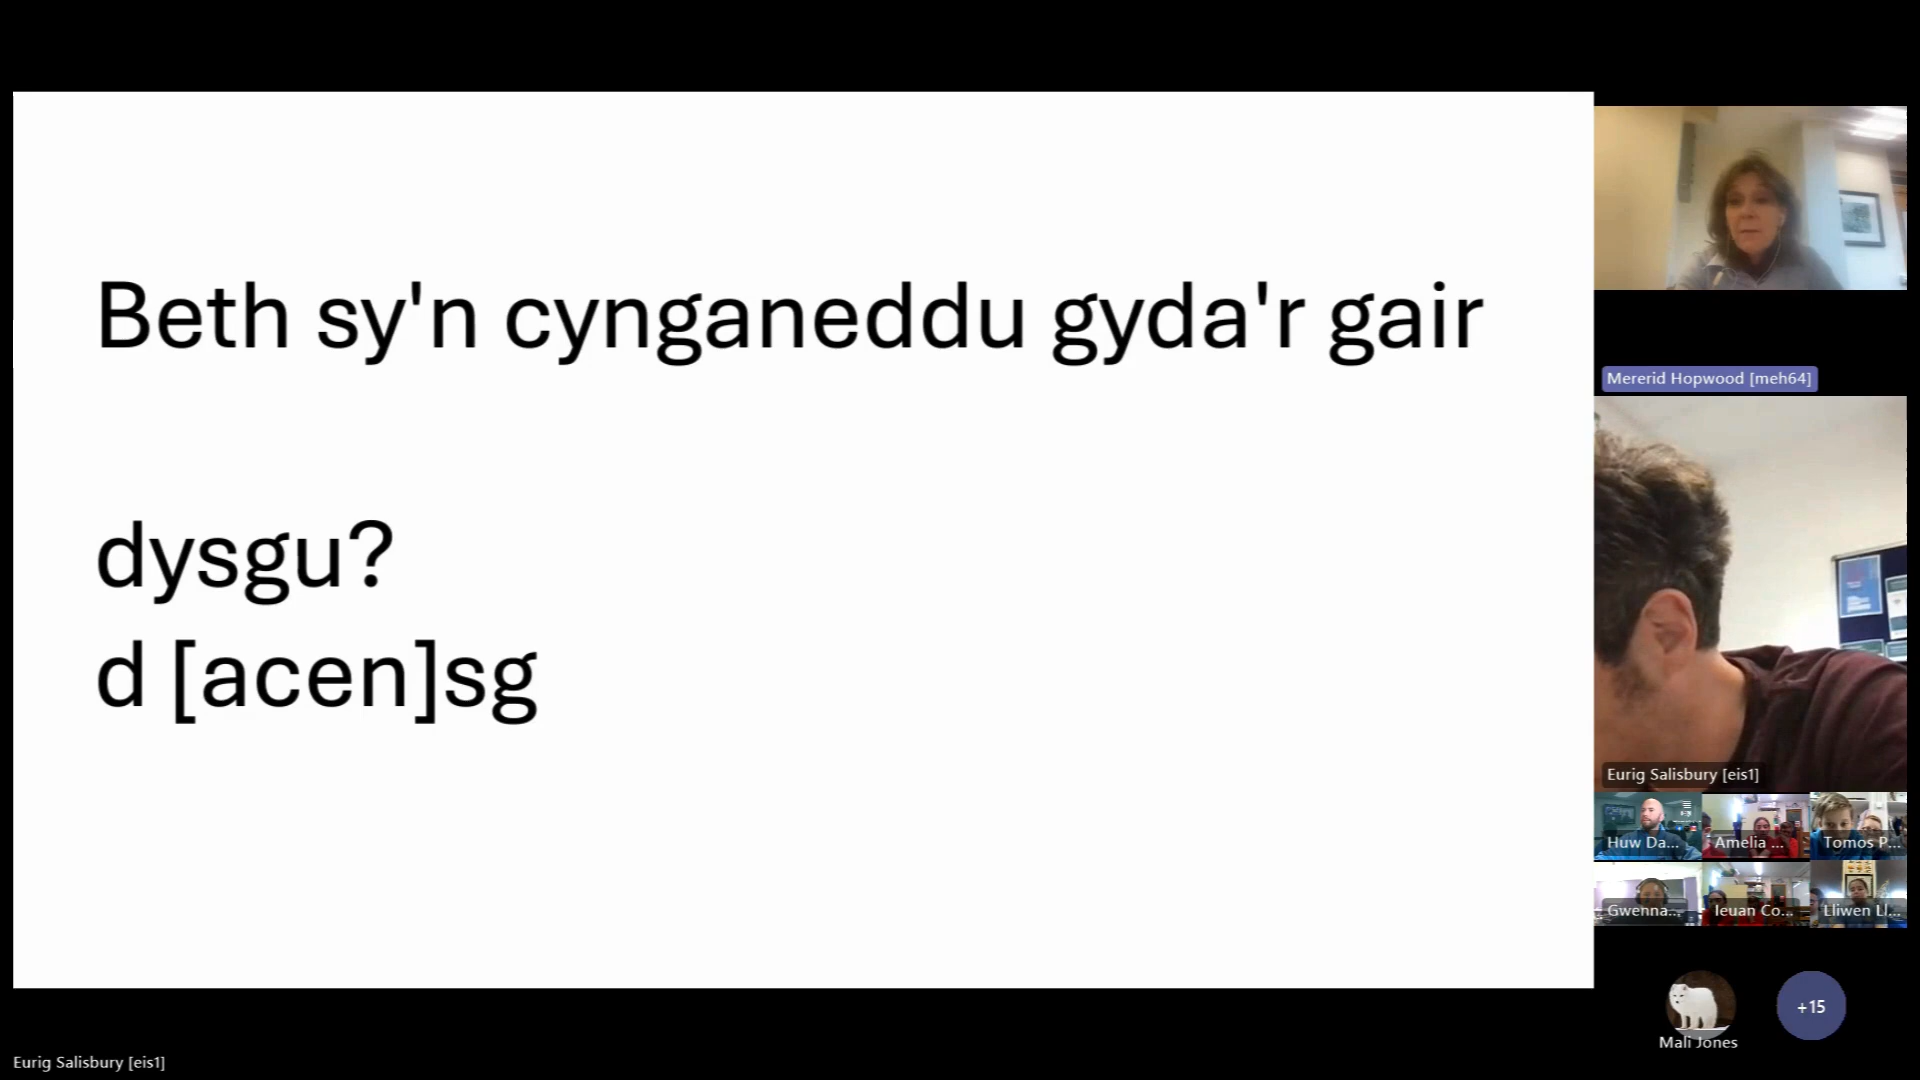 Beth sy'n cynganeddu gyda'r gair
dysgu?
d [acen]sg
Mererid Hopwood [meh64]
Eurig Salisbury [eis1]
Huw Da...
Amelia ...
Tomos P...
Gwenna...
Ieuan Co...
Lliwen Ll...
+15
Mali Jones
Eurig Salisbury [eis1]